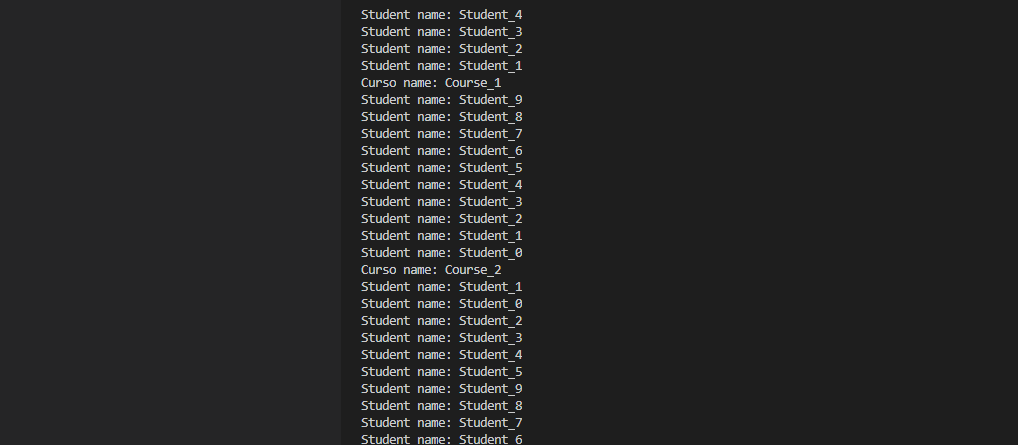 Student name: Student_4
Student name: Student_3
Student name: Student_2
Student name: Student_1
Curso name: Course_1
Student name: Student_9
Student name: Student_8
Student name: Student_7
Student name: Student_6
Student name: Student_5
Student name: Student_4
Student name: Student_3
Student name: Student_2
Student name: Student_1
Student name: Student_0
Curso name: Course_2
Student name: Student_1
Student name: Student_0
Student name: Student_2
Student name: Student_3
Student name: Student_4
Student name: Student_5
Student name: Student_9
Student name: Student_8
Student name: Student_7
Student name: Student_6